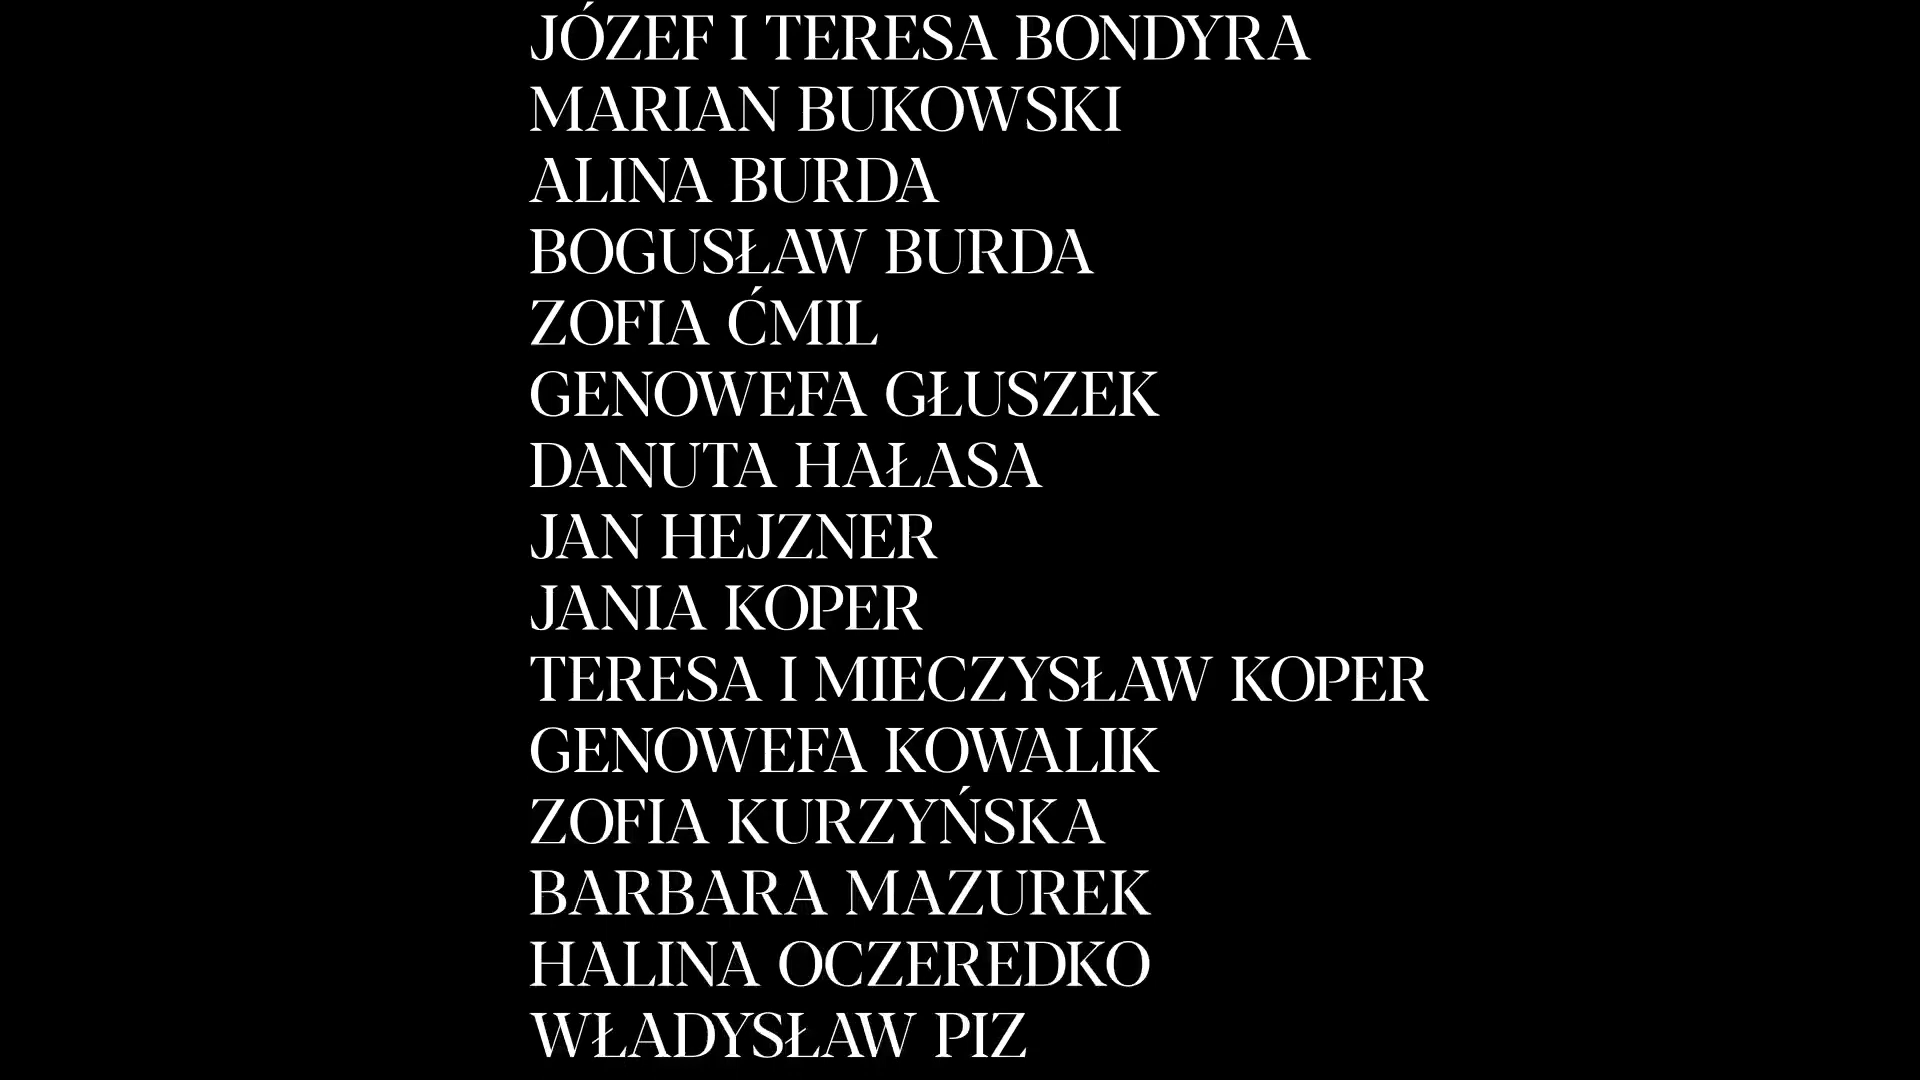 JÓZEF I TERESA BONDYRA
MARIAN BUKOWSKI
ALINA BURDA
BOGUSŁAW BURDA
ZOFIA ĆMIL
GENOWEFA GŁUSZEK
DANUTA HAŁASA
JAN HEJZNER
JANIA KOPER
TERESA I MIECZYSŁAW KOPER
GENOWEFA KOWALIK
ZOFIA KURZYŃSKA
BARBARA MAZUREK
HALINA OCZEREDKO
WŁADYSŁAW PIZ